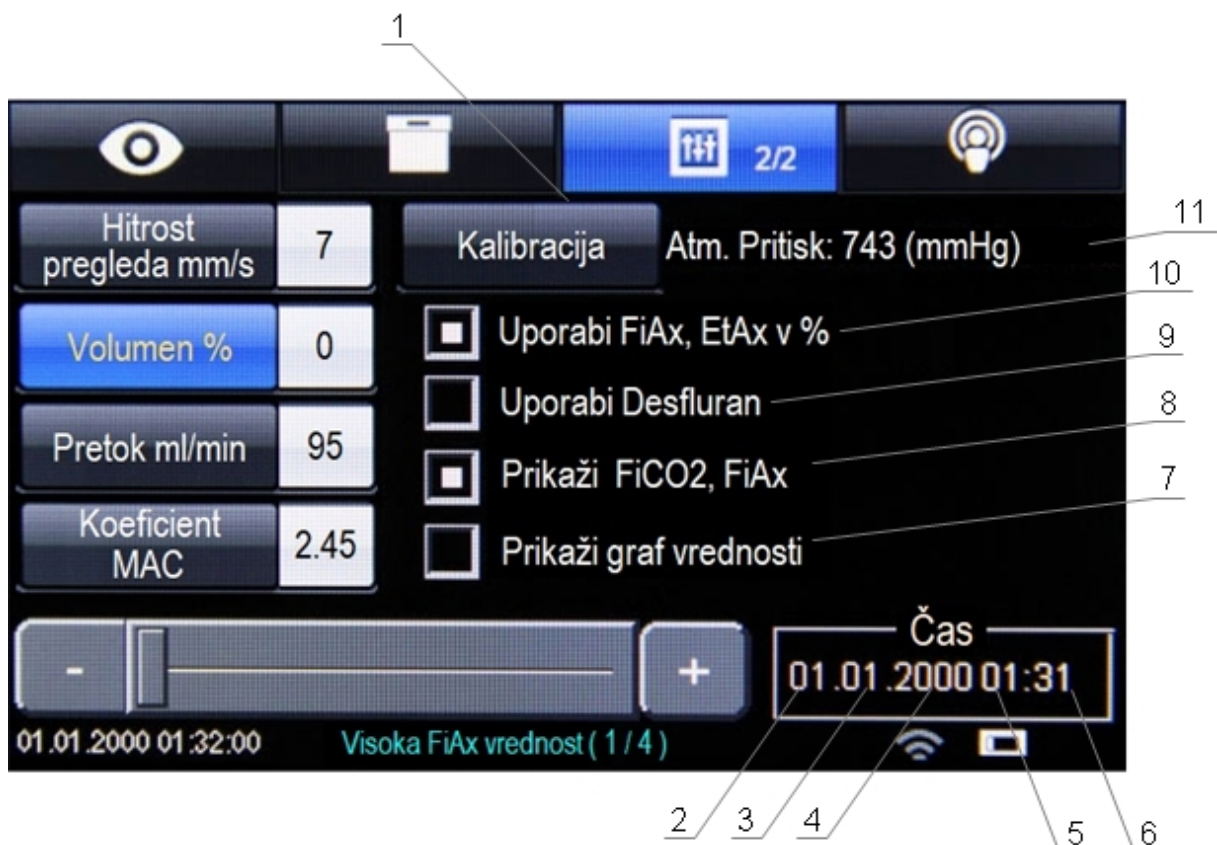 1
2/2
Hitrost
pregleda mm/s
7
Kalibracija
Atm. Pritisk: 743 (mmHg)
11
Volumen %
0
Uporabi FiAx, EtAx v %
10
Uporabi Desfluran
9
Pretok ml/min
95
Prikaži FiCO2, FiAx
8
Koeficient
MAC
2.45
Prikaži graf vrednosti
7
-
+
Čas
01.01.2000 01:31
01.01.2000 01:32:00
Visoka FiAx vrednost ( 1 / 4 )
2
3
4
5
6